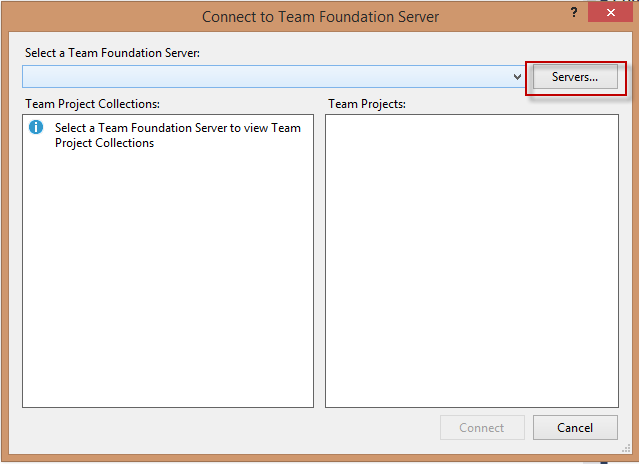 Connect to Team Foundation Server
?
Select a Team Foundation Server:
Servers...
Team Project Collections:
Team Projects:
Select a Team Foundation Server to view Team
Project Collections
Connect
Cancel